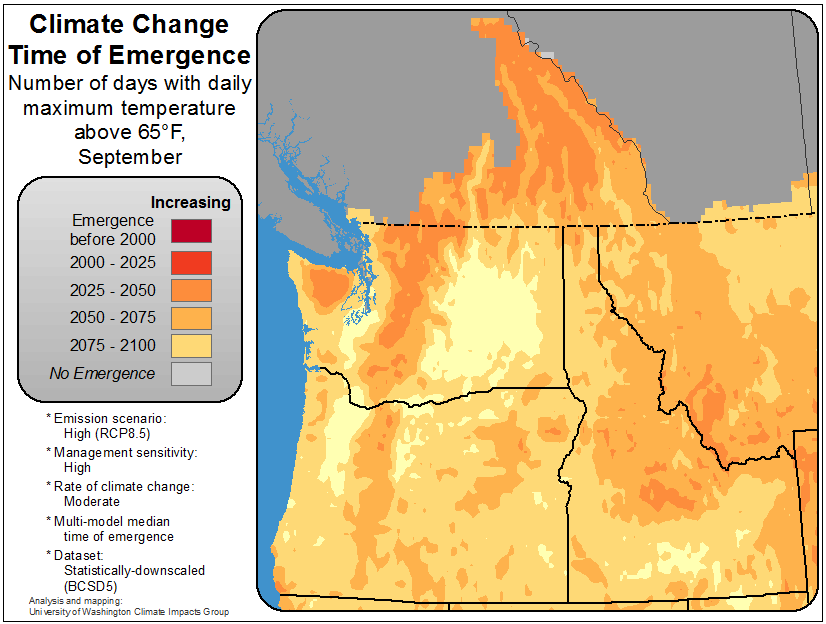 Climate Change
Time of Emergence
Number of days with daily
maximum temperature
above 65°F,
September
Increasing
Emergence
before 2000
2000 - 2025
2025 - 2050
2050 - 2075
2075 - 2100
No Emergence
* Emission scenario:
High (RCP8.5)
* Management sensitivity:
High
* Rate of climate change:
Moderate
* Multi-model median
time of emergence
* Dataset:
Statistically-downscaled
(BCSD5)
Analysis and mapping:
University of Washington Climate Impacts Group